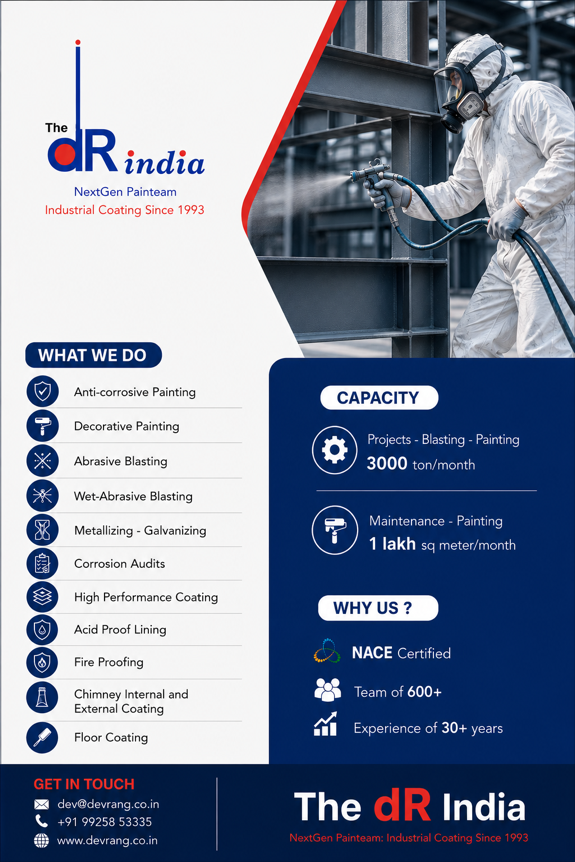 The
dR india
NextGen Painteam
Industrial Coating Since 1993
WHAT WE DO
Anti-corrosive Painting
Decorative Painting
Abrasive Blasting
Wet-Abrasive Blasting
Metallizing - Galvanizing
Corrosion Audits
High Performance Coating
Acid Proof Lining
Fire Proofing
Chimney Internal and
External Coating
Floor Coating
CAPACITY
Projects - Blasting - Painting
3000 ton/month
Maintenance - Painting
1 lakh sq meter/month
WHY US ?
NACE Certified
Team of 600+
Experience of 30+ years
GET IN TOUCH
dev@devrang.co.in
+91 99258 53335
www.devrang.co.in
The dR India
NextGen Painteam: Industrial Coating Since 1993